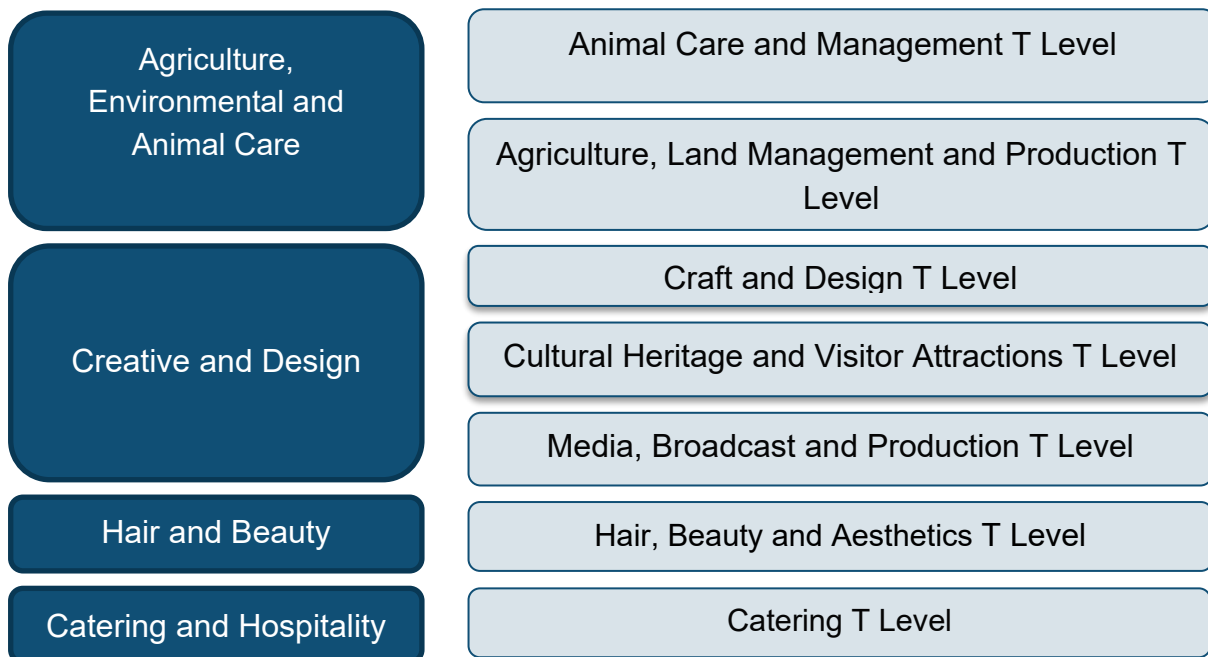 Agriculture,
Environmental and
Animal Care
Animal Care and Management T Level
Agriculture, Land Management and Production T
Level
Creative and Design
Craft and Design T Level
Cultural Heritage and Visitor Attractions T Level
Media, Broadcast and Production T Level
Hair and Beauty
Hair, Beauty and Aesthetics T Level
Catering and Hospitality
Catering T Level